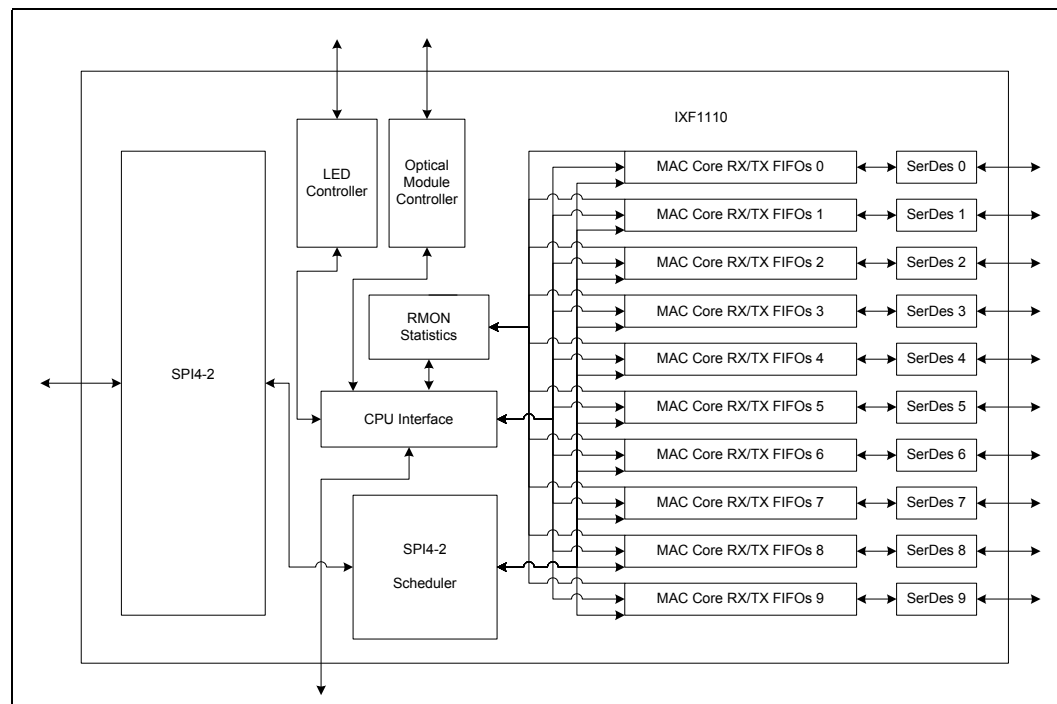 IXF1110
LED
Controller
Optical
Module
Controller
MAC Core RX/TX FIFOs 0
SerDes 0
MAC Core RX/TX FIFOs 1
SerDes 1
MAC Core RX/TX FIFOs 2
SerDes 2
RMON
Statistics
MAC Core RX/TX FIFOs 3
SerDes 3
MAC Core RX/TX FIFOs 4
SerDes 4
SPI4-2
CPU Interface
MAC Core RX/TX FIFOs 5
SerDes 5
MAC Core RX/TX FIFOs 6
SerDes 6
MAC Core RX/TX FIFOs 7
SerDes 7
SPI4-2
Scheduler
MAC Core RX/TX FIFOs 8
SerDes 8
MAC Core RX/TX FIFOs 9
SerDes 9